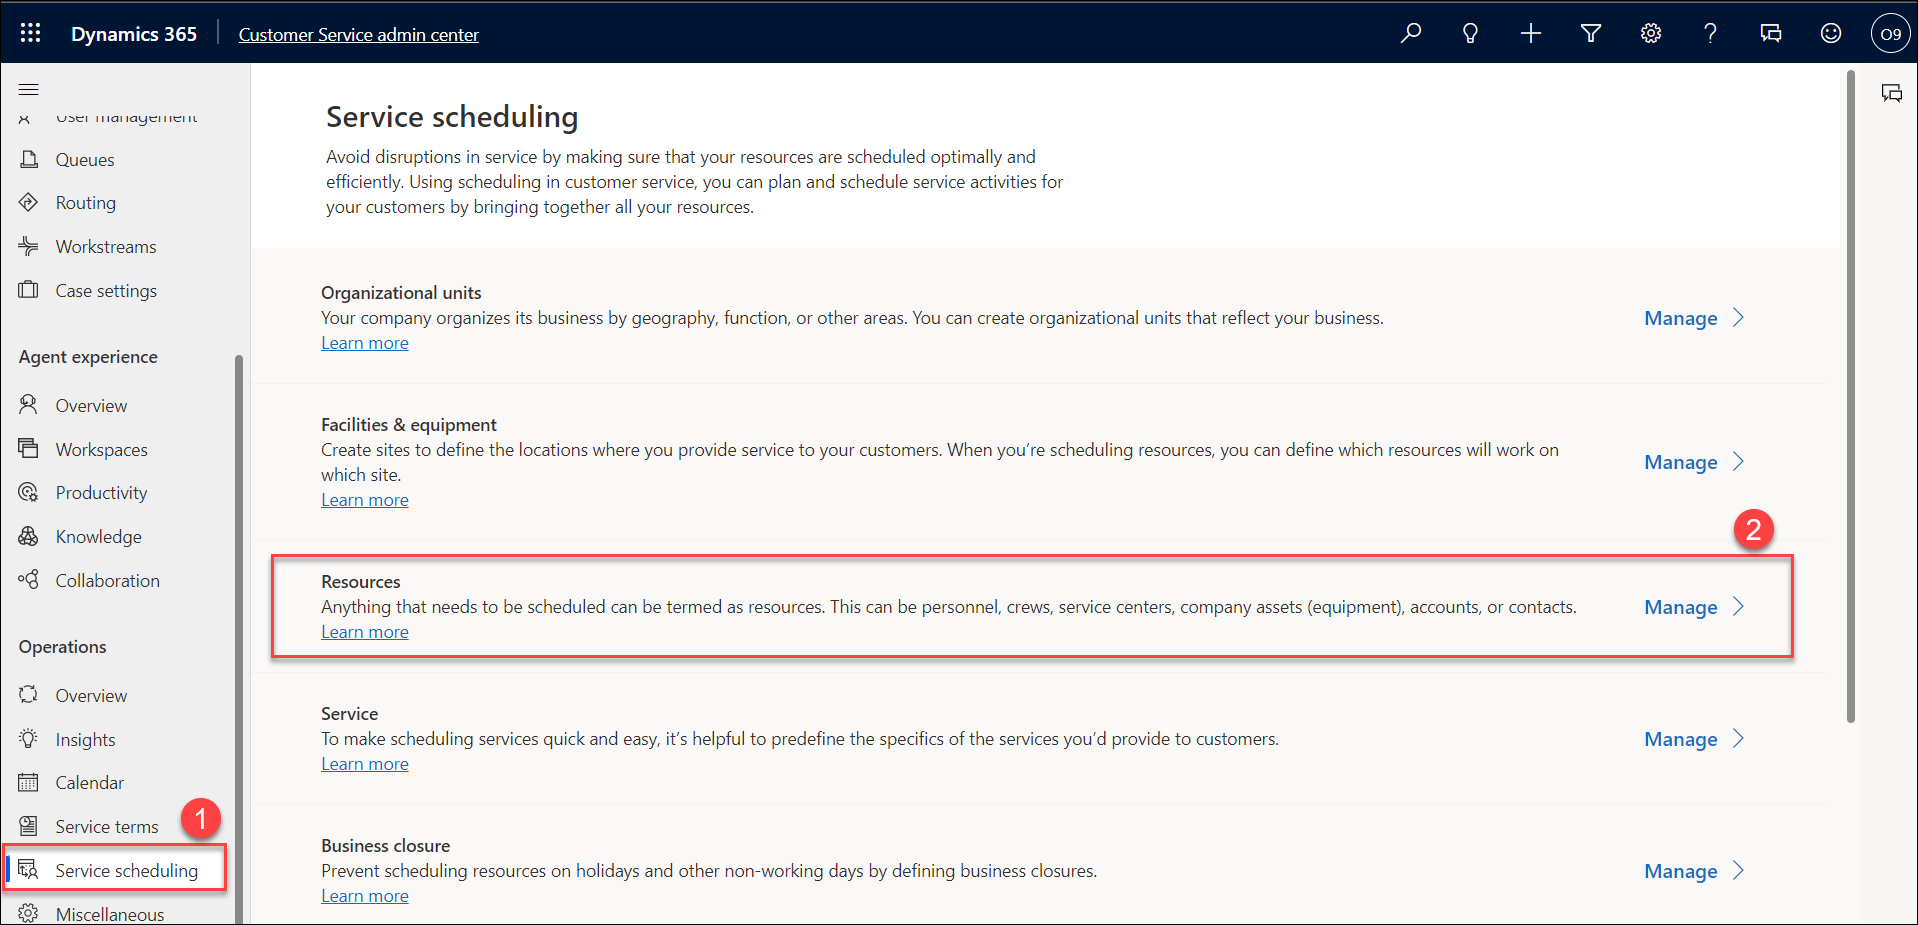 Dynamics 365
Customer Service admin center
O9
User management
Queues
Routing
Workstreams
Case settings
Agent experience
Overview
Workspaces
Productivity
Knowledge
Collaboration
Operations
Overview
Insights
Calendar
Service terms
1
Service scheduling
Miscellaneous
Service scheduling
Avoid disruptions in service by making sure that your resources are scheduled optimally and
efficiently. Using scheduling in customer service, you can plan and schedule service activities for
your customers by bringing together all your resources.
Organizational units
Your company organizes its business by geography, function, or other areas. You can create organizational units that reflect your business.
Learn more
Manage
Facilities & equipment
Create sites to define the locations where you provide service to your customers. When you’re scheduling resources, you can define which resources will work on
which site.
Learn more
Manage
2
Resources
Anything that needs to be scheduled can be termed as resources. This can be personnel, crews, service centers, company assets (equipment), accounts, or contacts.
Learn more
Manage
Service
To make scheduling services quick and easy, it’s helpful to predefine the specifics of the services you’d provide to customers.
Learn more
Manage
Business closure
Prevent scheduling resources on holidays and other non-working days by defining business closures.
Learn more
Manage